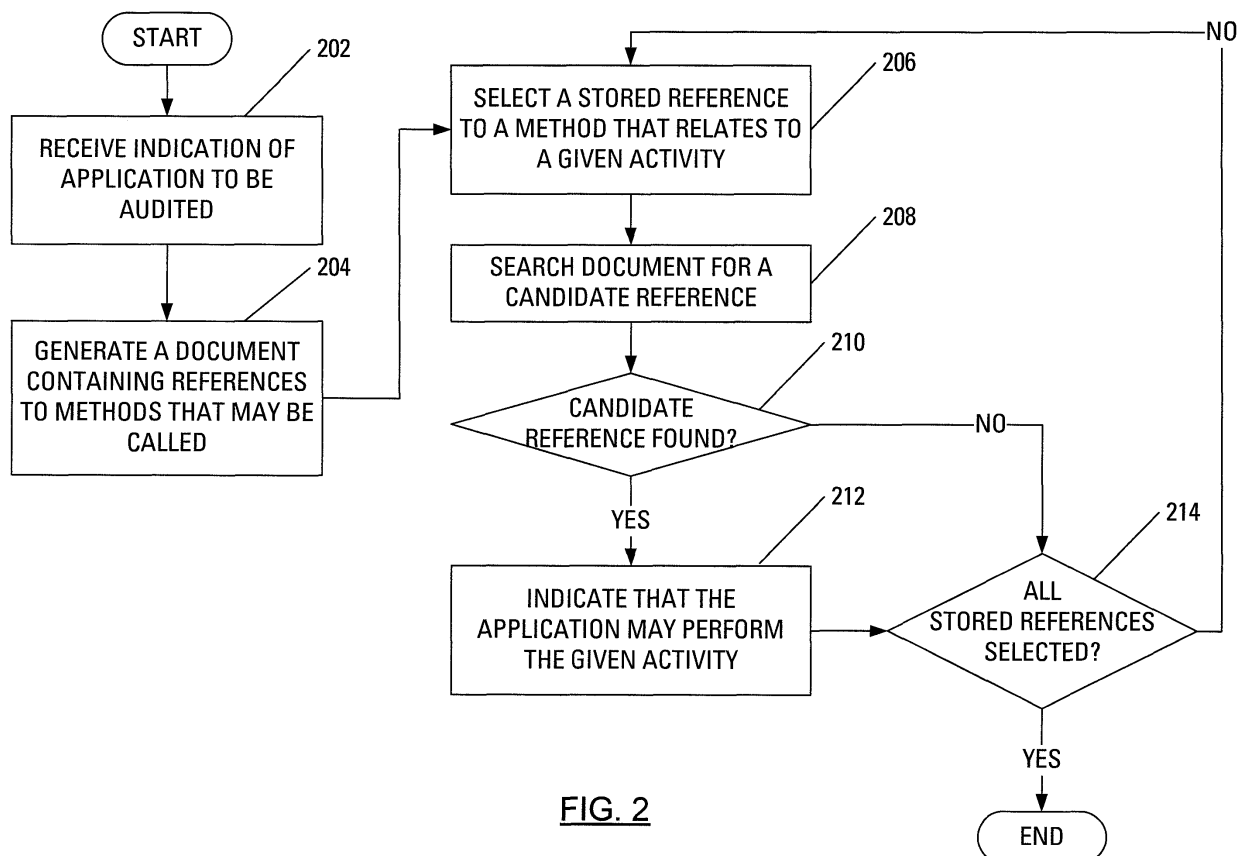 START
202
RECEIVE INDICATION OF
APPLICATION TO BE
AUDITED
204
GENERATE A DOCUMENT
CONTAINING REFERENCES
TO METHODS THAT MAY BE
CALLED
NO
206
SELECT A STORED REFERENCE
TO A METHOD THAT RELATES TO
A GIVEN ACTIVITY
208
SEARCH DOCUMENT FOR A
CANDIDATE REFERENCE
210
CANDIDATE
REFERENCE FOUND?
NO
YES
212
INDICATE THAT THE
APPLICATION MAY PERFORM
THE GIVEN ACTIVITY
214
ALL
STORED REFERENCES
SELECTED?
YES
END
FIG. 2